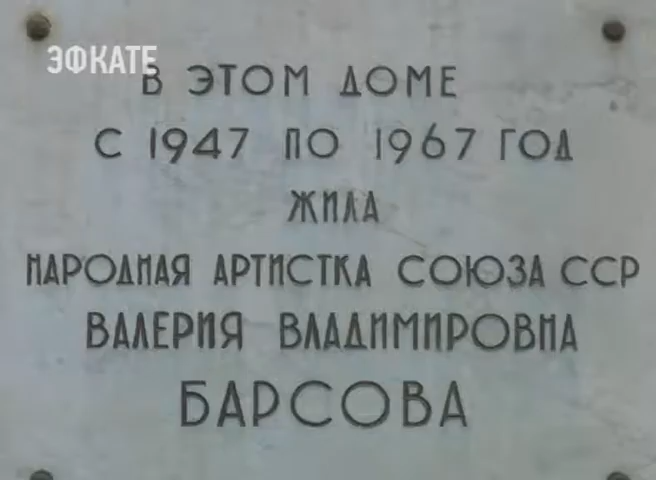 ЭФКАТЕ
В ЭТОМ ДОМЕ
С 1947 ПО 1967 ГОД
ЖИЛА
НАРОДНАЯ АРТИСТКА СОЮЗА ССР
ВАЛЕРИЯ ВЛАДИМИРОВНА
БАРСОВА